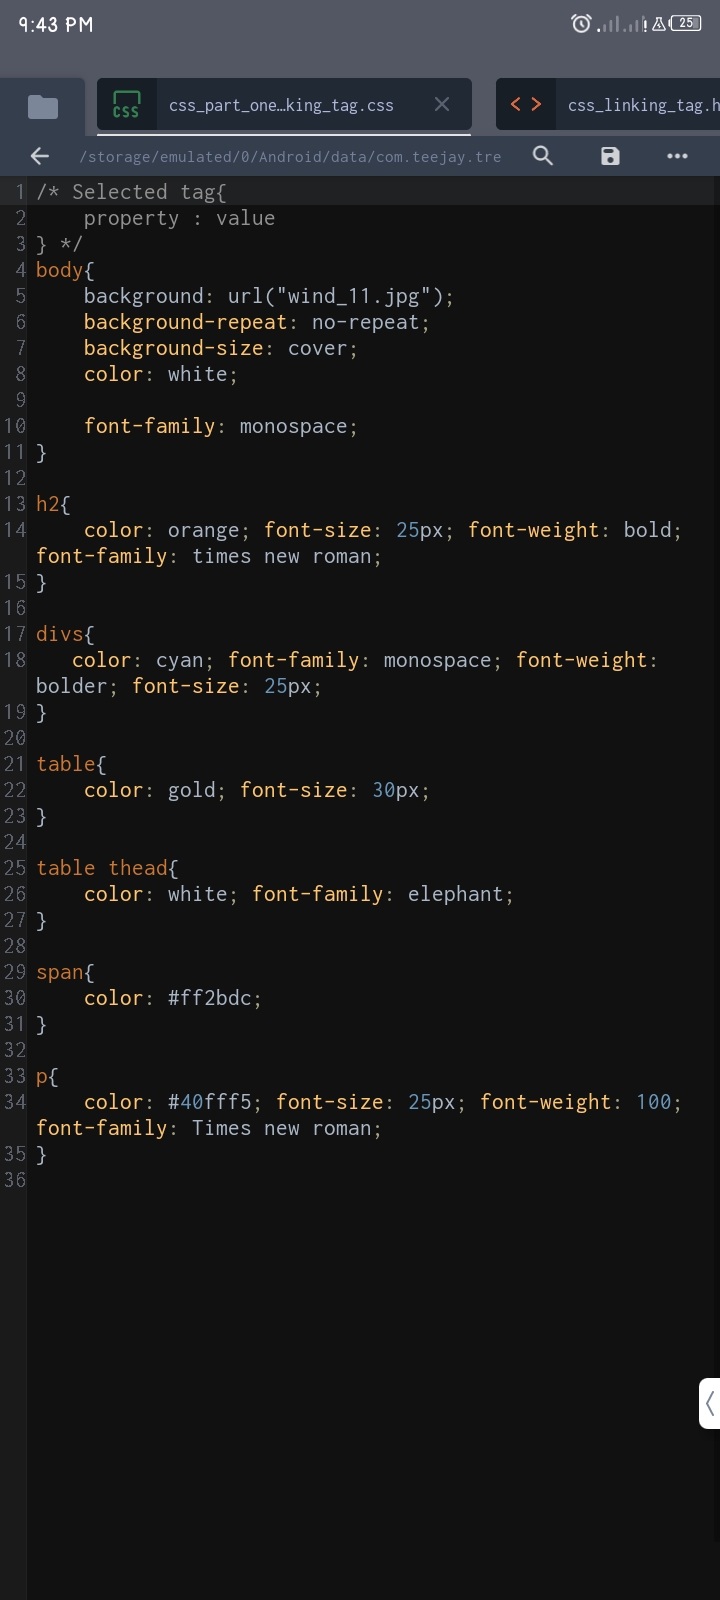 9:43 PM
25
CSS
css_part_one…king_tag.css
css_linking_tag.h
/storage/emulated/0/Android/data/com.teejay.tre
1 /* Selected tag{
2 property : value
3 } */
4 body{
5 background: url("wind_11.jpg");
6 background-repeat: no-repeat;
7 background-size: cover;
8 color: white;
9
10 font-family: monospace;
11 }
12
13 h2{
14 color: orange; font-size: 25px; font-weight: bold;
font-family: times new roman;
15 }
16
17 divs{
18 color: cyan; font-family: monospace; font-weight:
bolder; font-size: 25px;
19 }
20
21 table{
22 color: gold; font-size: 30px;
23 }
24
25 table thead{
26 color: white; font-family: elephant;
27 }
28
29 span{
30 color: #ff2bdc;
31 }
32
33 p{
34 color: #40fff5; font-size: 25px; font-weight: 100;
font-family: Times new roman;
35 }
36